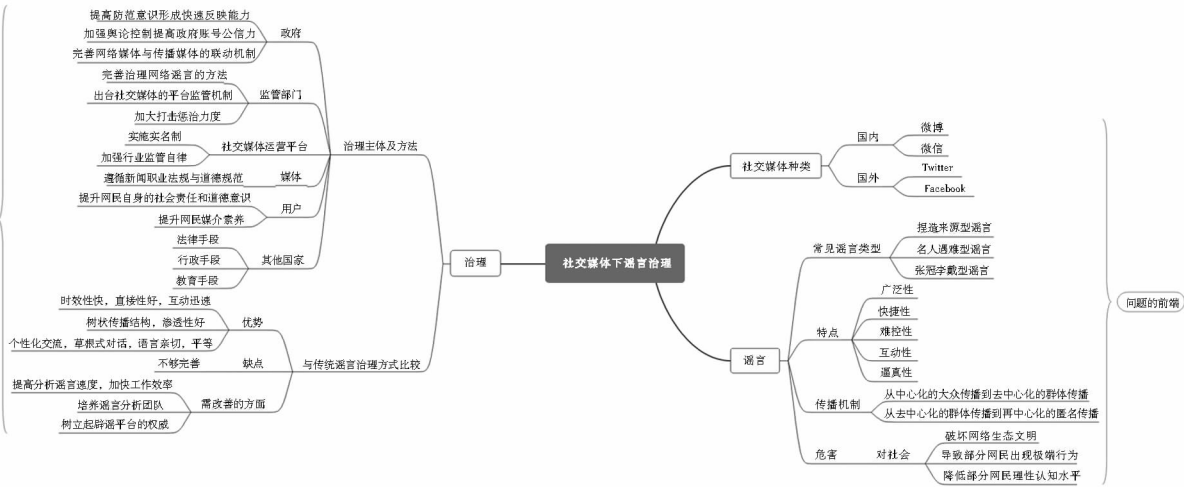 社交媒体下谣言治理
社交媒体种类
国内
微博
微信
国外
Twitter
Facebook
谣言
常见谣言类型
捏造来源型谣言
名人遇难型谣言
张冠李戴型谣言
特点
广泛性
快捷性
难控性
互动性
逼真性
传播机制
从中心化的大众传播到去中心化的群体传播
从去中心化的群体传播到再中心化的匿名传播
危害
对社会
破坏网络生态文明
导致部分网民出现极端行为
降低部分网民理性认知水平
问题的前端
治理
治理主体及方法
政府
提高防范意识形成快速反映能力
加强舆论控制提高政府账号公信力
完善网络媒体与传播媒体的联动机制
监管部门
完善治理网络谣言的方法
出台社交媒体的平台监管机制
加大打击惩治力度
社交媒体运营平台
实施实名制
加强行业监管自律
媒体
遵循新闻职业法规与道德规范
用户
提升网民自身的社会责任和道德意识
提升网民媒介素养
其他国家
法律手段
行政手段
教育手段
与传统谣言治理方式比较
优势
时效性快，直接性好，互动迅速
树状传播结构，渗透性好
个性化交流，草根式对话，语言亲切，平等
缺点
不够完善
需改善的方面
提高分析谣言速度，加快工作效率
培养谣言分析团队
树立起辟谣平台的权威